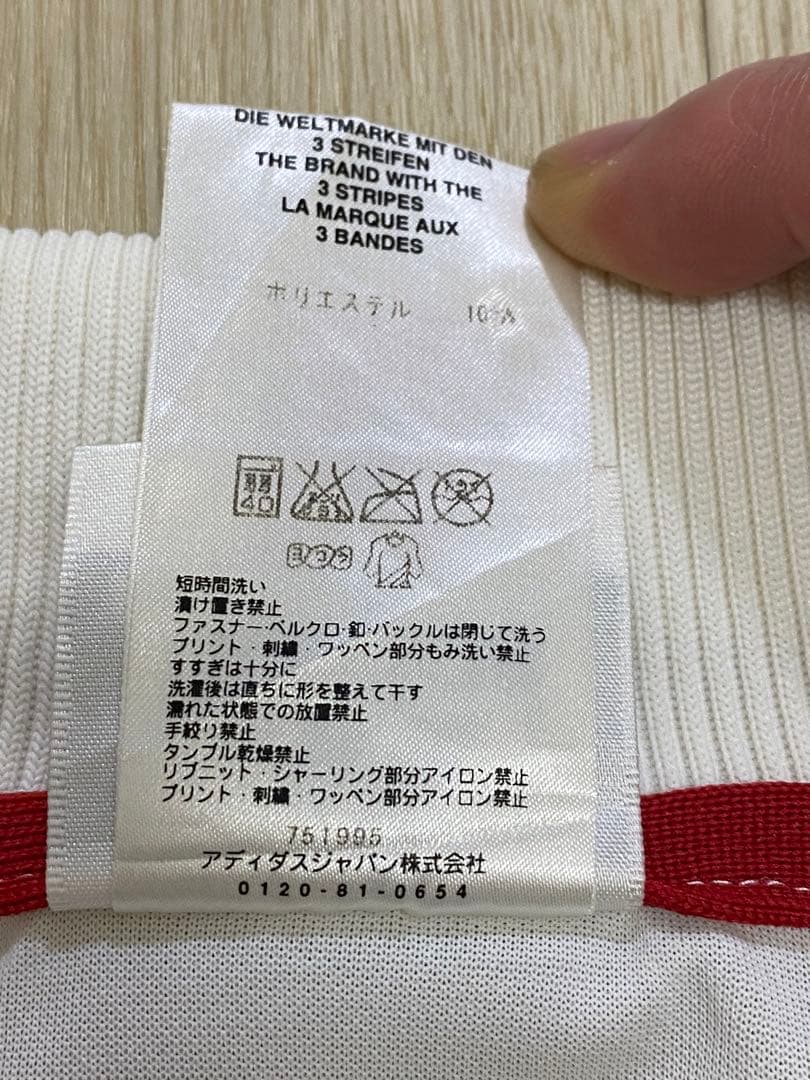 DIE WELTMARKE MIT DEN
3 STREIFEN
THE BRAND WITH THE
3 STRIPES
LA MARQUE AUX
3 BANDES
ポリエステル
弱
40
ヨワク
短時間洗い
漬け置き禁止
ファスナー・ベルクロ・釦・バックルは閉じて洗う
プリント・刺繍・ワッペン部分もみ洗い禁止
すすぎは十分に
洗濯後は直ちに形を整えて干す
濡れた状態での放置禁止
手絞り禁止
タンブル乾燥禁止
リブニット・シャーリング部分アイロン禁止
プリント・刺繍・ワッペン部分アイロン禁止
751995
アディダスジャパン株式会社
0120-81-0654